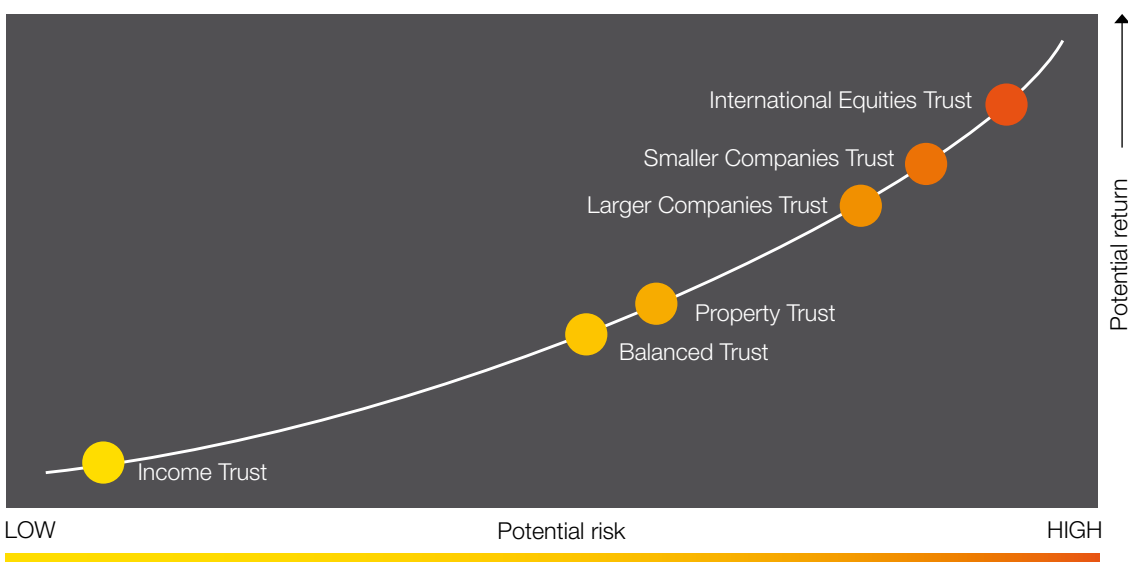 International Equities Trust
Smaller Companies Trust
Larger Companies Trust
Property Trust
Balanced Trust
Income Trust
Potential return
LOW
Potential risk
HIGH